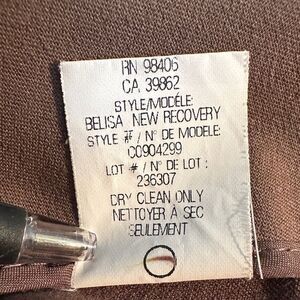 RN 98406
CA 39862
STYLE/MODÈLE:
BELISA NEW RECOVERY
STYLE # / N° DE MODELE:
C0904299
LOT # / N° DE LOT :
236307
DRY CLEAN ONLY
NETTOYER À SEC
SEULEMENT